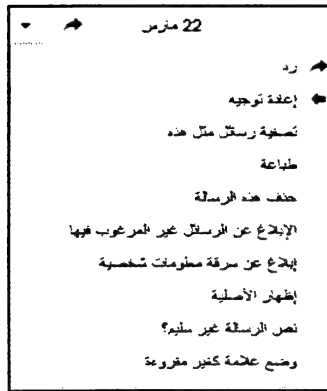 22 مارس
رد
إعادة توجيه
تصفية رسائل مثل هذه
طباعة
حذف هذه الرسالة
الإبلاغ عن الرسائل غير المرغوب فيها
إبلاغ عن سرقة معلومات شخصية
إظهار الأصلية
نص الرسالة غير سليم؟
وضع علامة كغير مقروءة